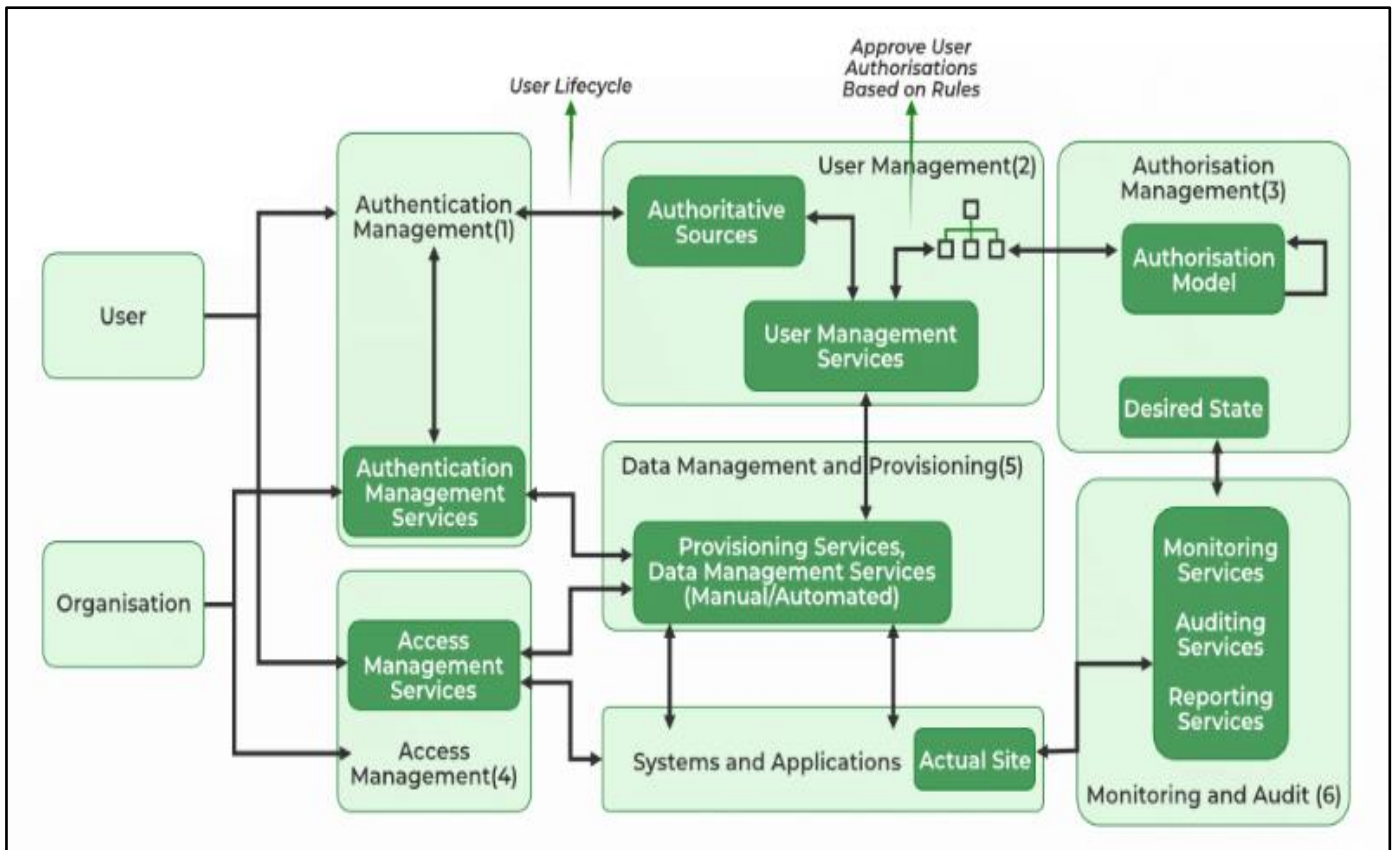 User Lifecycle
Approve User
Authorisations
Based on Rules
User
Organisation
Authentication
Management(1)
Authentication
Management
Services
Access
Management
Services
Access
Management(4)
User Management(2)
Authoritative
Sources
User Management
Services
Data Management and Provisioning(5)
Provisioning Services,
Data Management Services
(Manual/Automated)
Systems and Applications
Actual Site
Authorisation
Management(3)
Authorisation
Model
Desired State
Monitoring
Services
Auditing
Services
Reporting
Services
Monitoring and Audit (6)